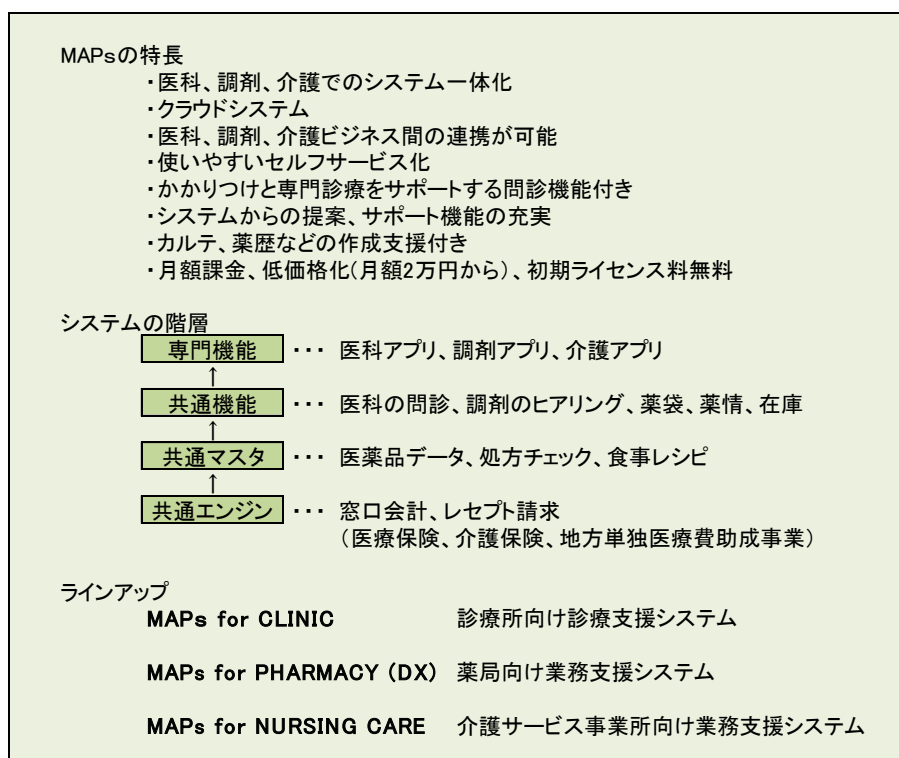 MAPsの特長
・医科、調剤、介護でのシステム一体化
・クラウドシステム
・医科、調剤、介護ビジネス間の連携が可能
・使いやすいセルフサービス化
・かかりつけと専門診療をサポートする問診機能付き
・システムからの提案、サポート機能の充実
・カルテ、薬歴などの作成支援付き
・月額課金、低価格化(月額2万円から)、初期ライセンス料無料
システムの階層
専門機能 ・・・ 医科アプリ、調剤アプリ、介護アプリ
↑
共通機能 ・・・ 医科の問診、調剤のヒアリング、薬袋、薬情、在庫
↑
共通マスタ ・・・ 医薬品データ、処方チェック、食事レシピ
↑
共通エンジン ・・・ 窓口会計、レセプト請求
(医療保険、介護保険、地方単独医療費助成事業)
ラインアップ
MAPs for CLINIC 診療所向け診療支援システム
MAPs for PHARMACY (DX) 薬局向け業務支援システム
MAPs for NURSING CARE 介護サービス事業所向け業務支援システム